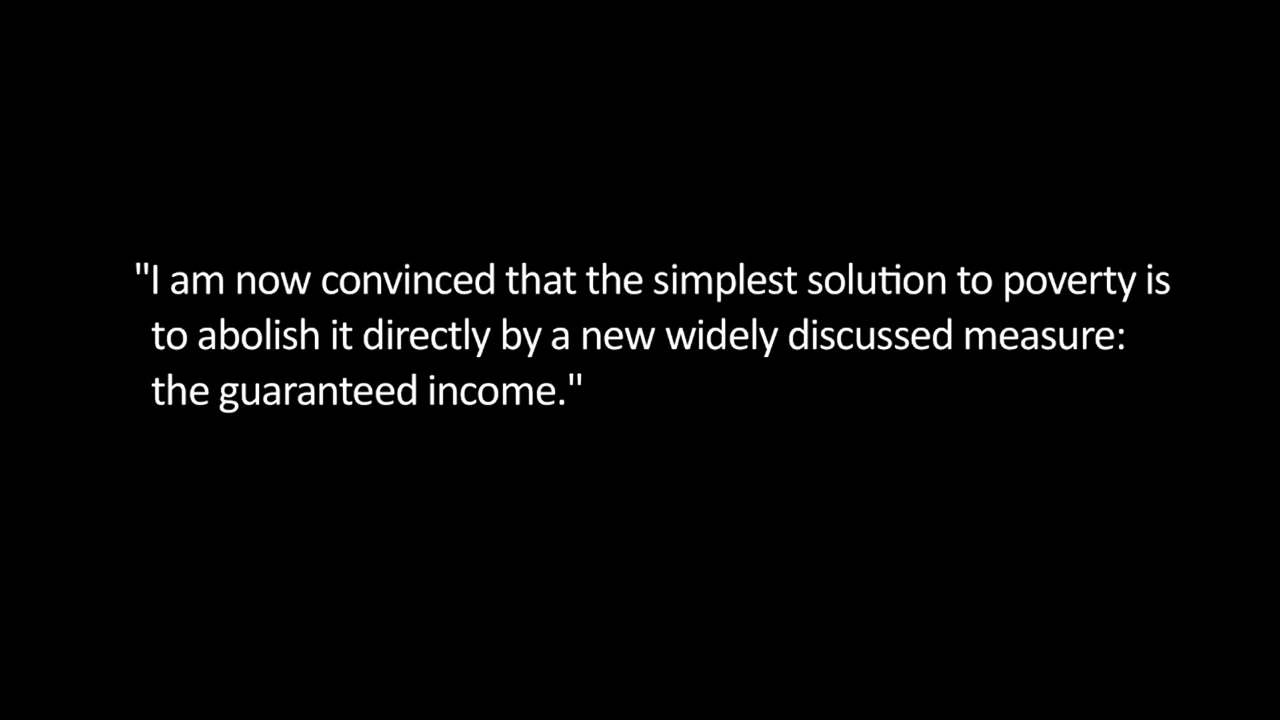 "I am now convinced that the simplest solution to poverty is
to abolish it directly by a new widely discussed measure:
the guaranteed income."